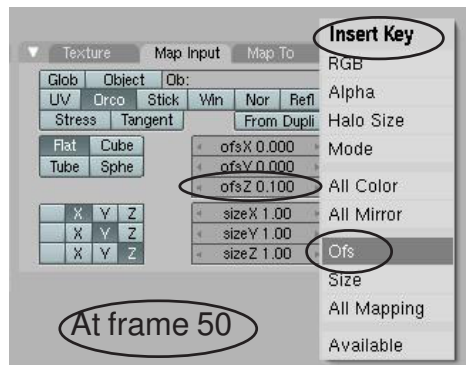 Texture Map Input Map To
Glob Object Ob:
UV Orco Stick Win Nor Refl
Stress Tangent From Dupli
Flat Cube ofsX 0.000
Tube Sphe ofsY 0.000
ofsZ 0.100
X Y Z sizeX 1.00
X Y Z sizeY 1.00
X Y Z sizeZ 1.00
At frame 50
Insert Key
RGB
Alpha
Halo Size
Mode
All Color
All Mirror
Ofs
Size
All Mapping
Available